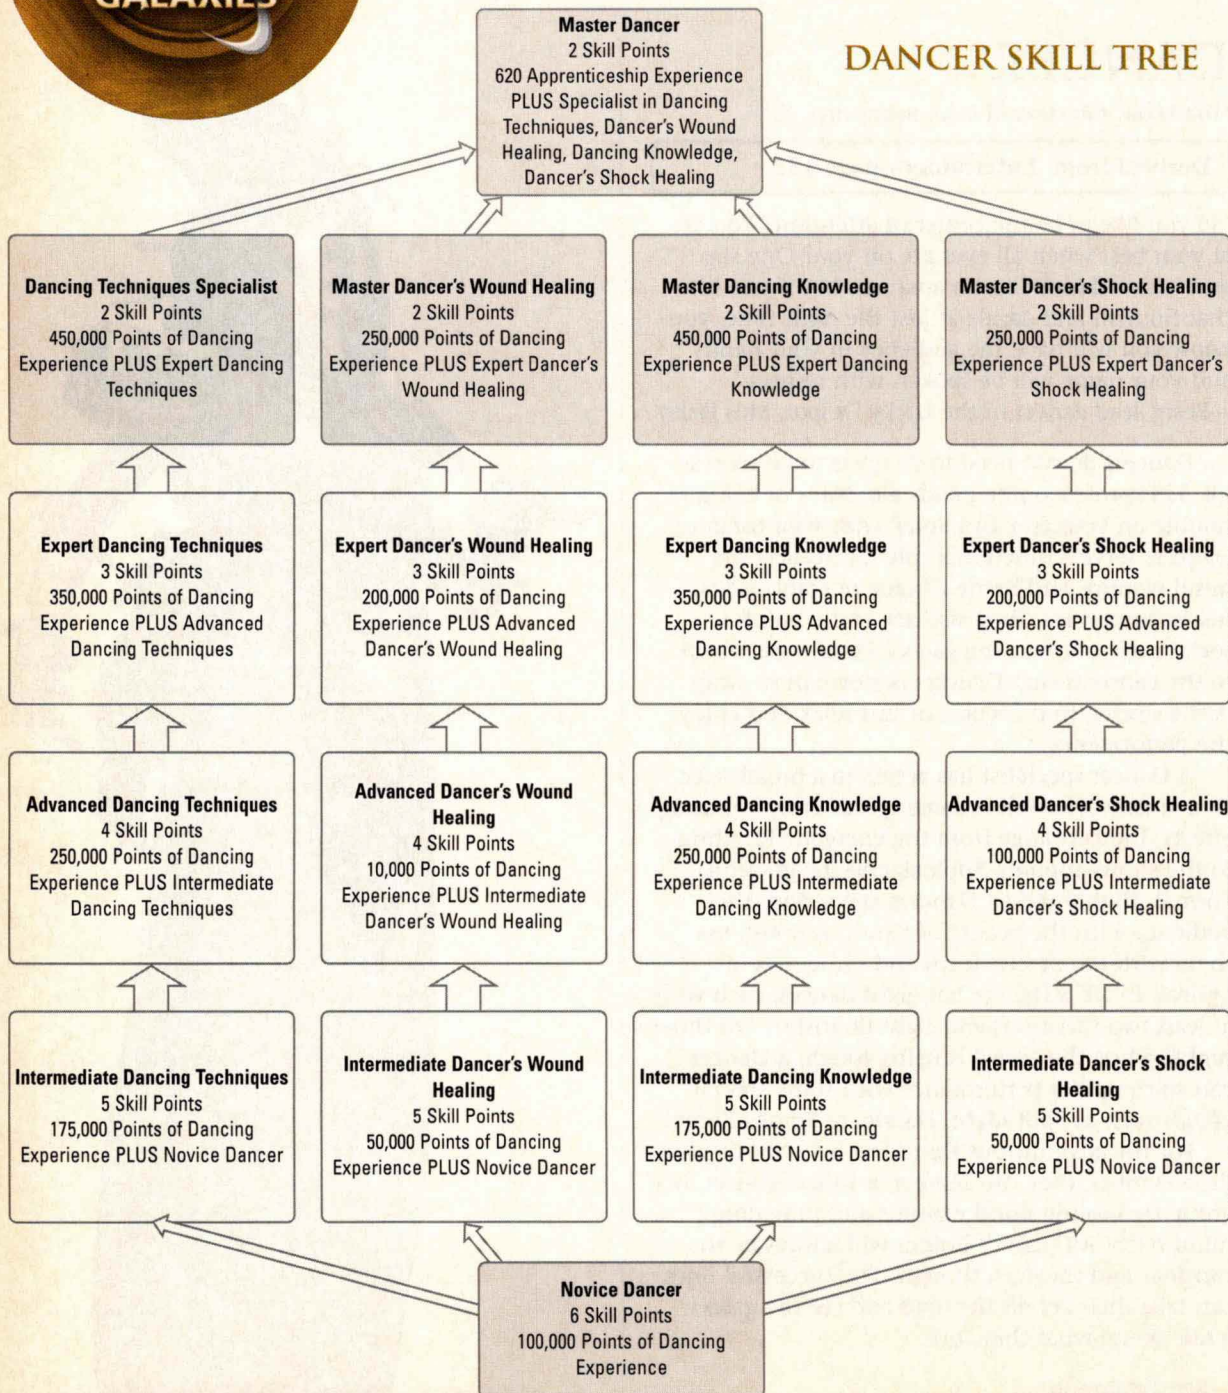 GALAXIES
DANCER SKILL TREE
Master Dancer
2 Skill Points
620 Apprenticeship Experience
PLUS Specialist in Dancing
Techniques, Dancer's Wound
Healing, Dancing Knowledge,
Dancer's Shock Healing
Dancing Techniques Specialist
2 Skill Points
450,000 Points of Dancing
Experience PLUS Expert Dancing
Techniques
Master Dancer's Wound Healing
2 Skill Points
250,000 Points of Dancing
Experience PLUS Expert Dancer's
Wound Healing
Master Dancing Knowledge
2 Skill Points
450,000 Points of Dancing
Experience PLUS Expert Dancing
Knowledge
Master Dancer's Shock Healing
2 Skill Points
250,000 Points of Dancing
Experience PLUS Expert Dancer's
Shock Healing
Expert Dancing Techniques
3 Skill Points
350,000 Points of Dancing
Experience PLUS Advanced
Dancing Techniques
Expert Dancer's Wound Healing
3 Skill Points
200,000 Points of Dancing
Experience PLUS Advanced
Dancer's Wound Healing
Expert Dancing Knowledge
3 Skill Points
350,000 Points of Dancing
Experience PLUS Advanced
Dancing Knowledge
Expert Dancer's Shock Healing
3 Skill Points
200,000 Points of Dancing
Experience PLUS Advanced
Dancer's Shock Healing
Advanced Dancing Techniques
4 Skill Points
250,000 Points of Dancing
Experience PLUS Intermediate
Dancing Techniques
Advanced Dancer's Wound
Healing
4 Skill Points
10,000 Points of Dancing
Experience PLUS Intermediate
Dancer's Wound Healing
Advanced Dancing Knowledge
4 Skill Points
250,000 Points of Dancing
Experience PLUS Intermediate
Dancing Knowledge
Advanced Dancer's Shock Healing
4 Skill Points
100,000 Points of Dancing
Experience PLUS Intermediate
Dancer's Shock Healing
Intermediate Dancing Techniques
5 Skill Points
175,000 Points of Dancing
Experience PLUS Novice Dancer
Intermediate Dancer's Wound
Healing
5 Skill Points
50,000 Points of Dancing
Experience PLUS Novice Dancer
Intermediate Dancing Knowledge
5 Skill Points
175,000 Points of Dancing
Experience PLUS Novice Dancer
Intermediate Dancer's Shock
Healing
5 Skill Points
50,000 Points of Dancing
Experience PLUS Novice Dancer
Novice Dancer
6 Skill Points
100,000 Points of Dancing
Experience